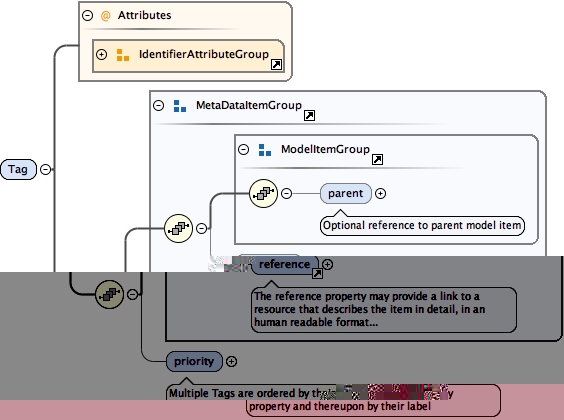 Attributes
IdentifierAttributeGroup
MetaDataItemGroup
ModelItemGroup
Tag
parent
Optional reference to parent model item
reference
The reference property may provide a link to a
resource that describes the item in detail, in an
human readable format...
priority
Multiple Tags are ordered by
property and thereupon by their label